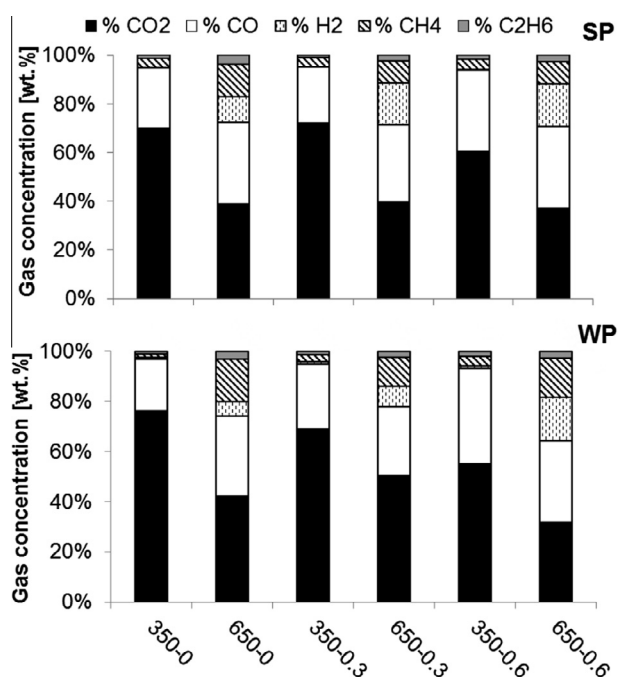 % CO2 % CO % H2 % CH4 % C2H6
SP
Gas concentration [wt.%]
100%
80%
60%
40%
20%
0%
WP
Gas concentration [wt.%]
100%
80%
60%
40%
20%
0%
350-0 650-0 350-0.3 650-0.3 350-0.6 650-0.6